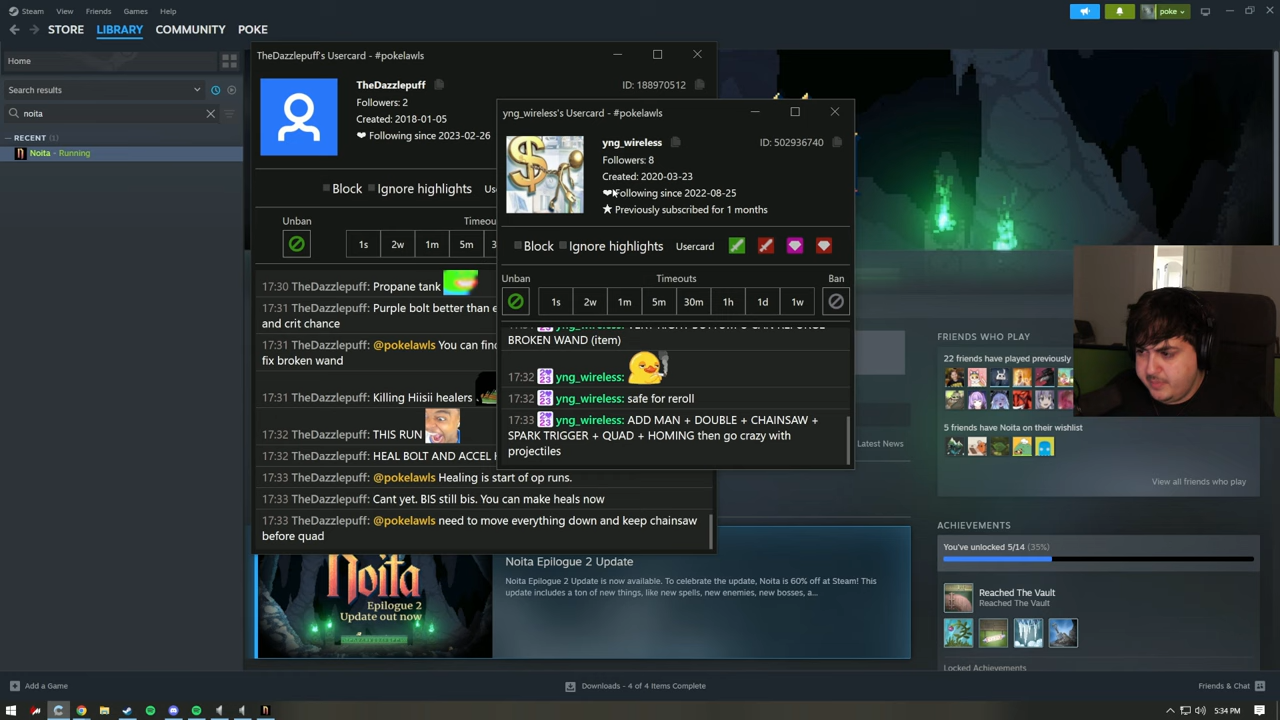 Steam
View
Friends
Games
Help
poke
STORE
LIBRARY
COMMUNITY
POKE
Home
Search results
noita
RECENT (1)
Noita - Running
TheDazzlepuff's Usercard - #pokelawls
TheDazzlepuff
ID: 188970512
Followers: 2
Created: 2018-01-05
❤ Following since 2023-02-26
Block
Ignore highlights
Unban
Timeou
1s
2w
1m
5m
17:30 TheDazzlepuff: Propane tank
17:31 TheDazzlepuff: Purple bolt better than
and crit chance
17:31 TheDazzlepuff: @pokelawls You can find
fix broken wand
17:31 TheDazzlepuff: Killing Hiisii healers
17:32 TheDazzlepuff: THIS RUN
17:32 TheDazzlepuff: HEAL BOLT AND ACCEL
17:33 TheDazzlepuff: @pokelawls Healing is start of op runs.
17:33 TheDazzlepuff: Cant yet. BIS still bis. You can make heals now
17:33 TheDazzlepuff: @pokelawls need to move everything down and keep chainsaw
before quad
yng_wireless's Usercard - #pokelawls
yng_wireless
ID: 502936740
Followers: 8
Created: 2020-03-23
❤ Following since 2022-08-25
★ Previously subscribed for 1 months
Block
Ignore highlights
Usercard
Unban
Timeouts
Ban
1s
2w
1m
5m
30m
1h
1d
1w
BROKEN WAND (item)
17:32 yng_wireless:
17:32 yng_wireless: safe for reroll
17:33 yng_wireless: ADD MAN + DOUBLE + CHAINSAW +
SPARK TRIGGER + QUAD + HOMING then go crazy with
projectiles
Latest News
Noita
Epilogue 2
Update out now
Noita Epilogue 2 Update
Noita Epilogue 2 Update is now available. To celebrate the update, Noita is 60% off at Steam! This
update includes a ton of new things, like new spells, new enemies, new bosses, a...
FRIENDS WHO PLAY
22 friends have played previously
5 friends have Noita on their wishlist
View all friends who play
ACHIEVEMENTS
You've unlocked 5/14 (35%)
Reached The Vault
Reached The Vault
Locked Achievements
Add a Game
Downloads - 4 of 4 Items Complete
Friends & Chat
5:34 PM